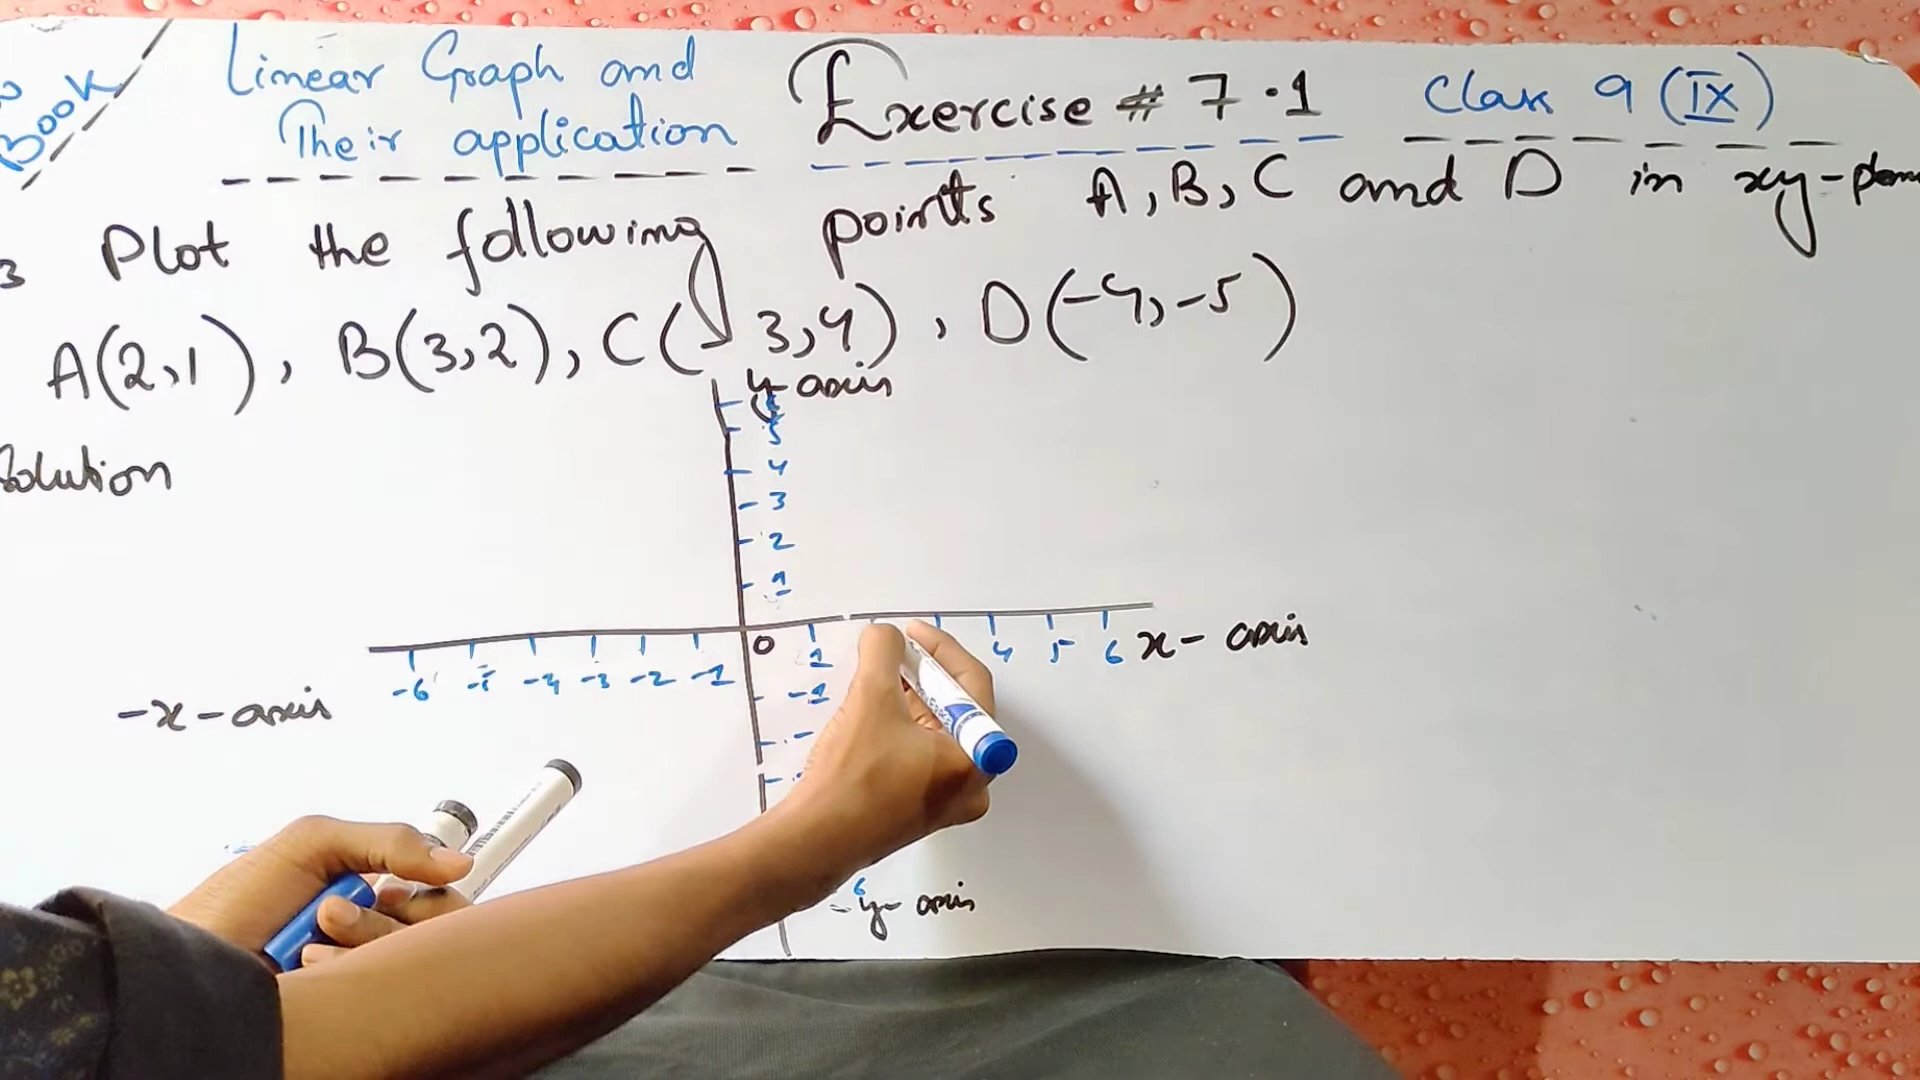 Book
Linear Graph and
Their application
Exercise # 7.1
Class 9 (IX)
3 Plot the following points A, B, C and D in xy-plane
A(2,1), B(3,2), C(-3,4), D(-4,-5)
Solution
y-axis
5
4
3
2
1
-6 -4 -3 -2 -1 0 1 4 5 6 x-axis
-x-axis
-1
-y-axis